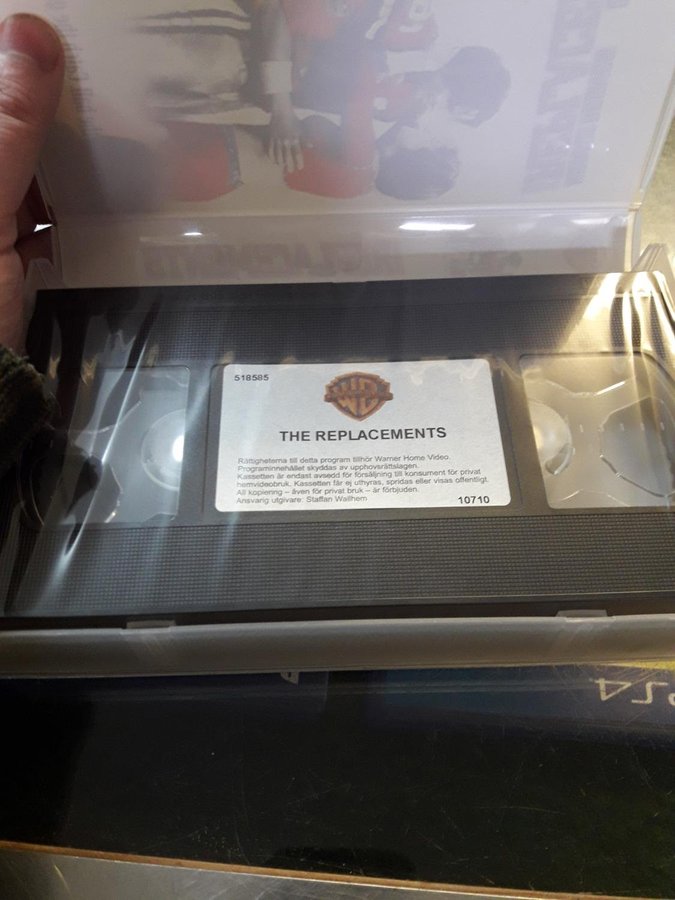 518585
WB
THE REPLACEMENTS
Rättigheterna till detta program tillhör Warner Home Video.
Programinnehållet skyddas av upphovsrättslagen.
Kassetten är endast avsedd för försäljning till konsument för privat
hemvideobruk. Kassetten får ej uthyras, spridas eller visas offentligt.
All kopiering – även för privat bruk – är förbjuden.
Ansvarig utgivare: Staffan Wallhem
10710
PS4